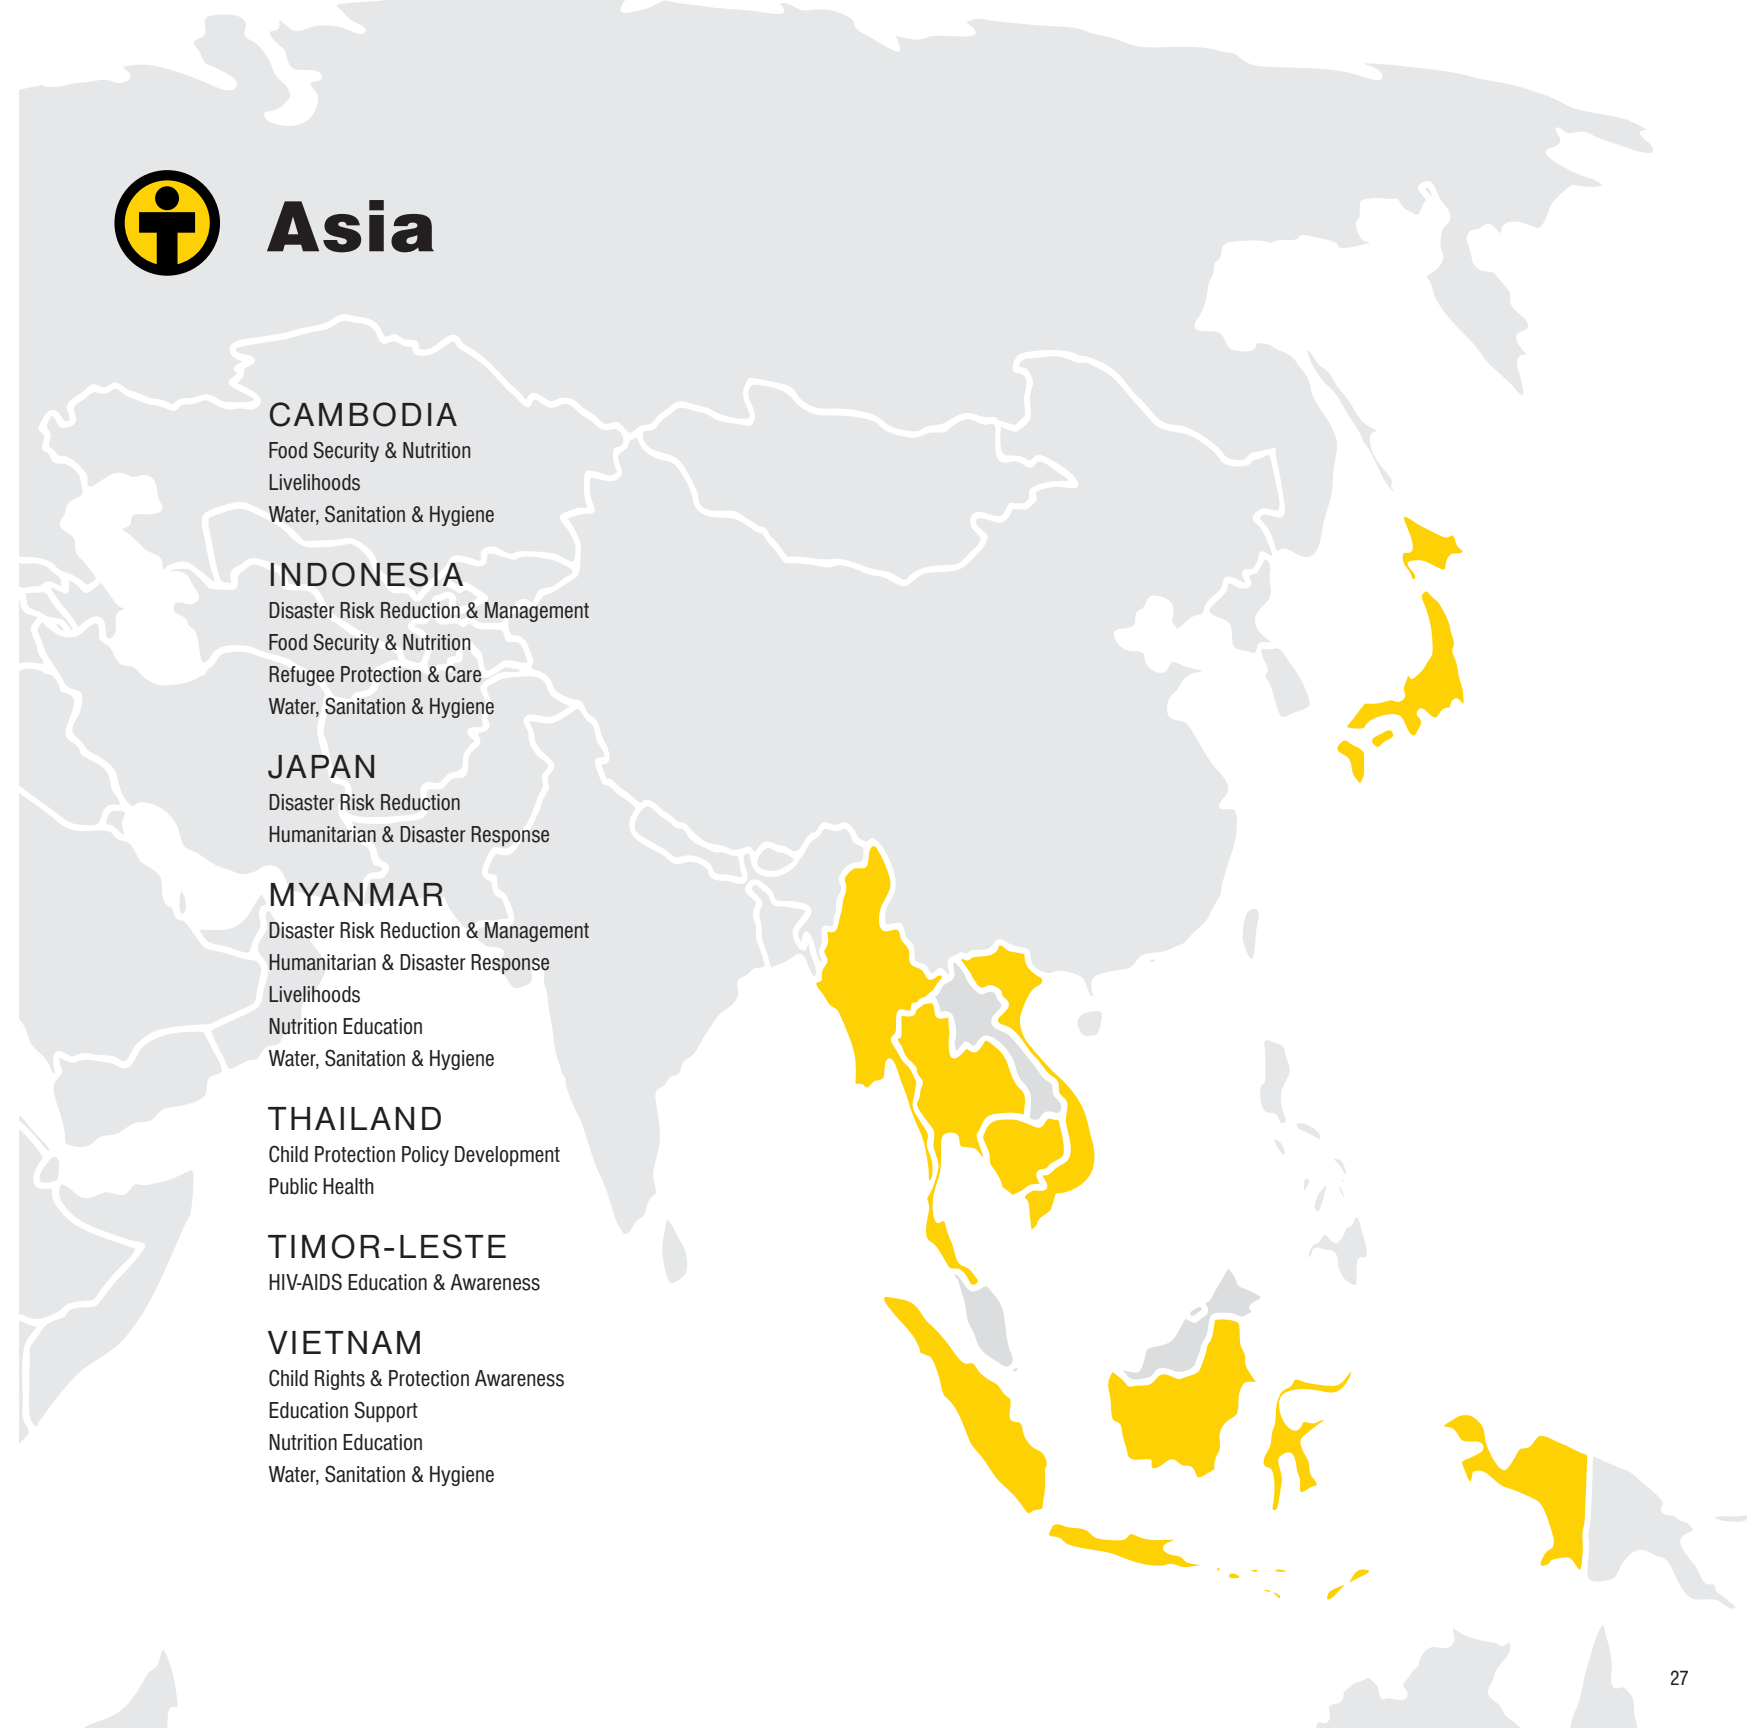 Asia
CAMBODIA
Food Security & Nutrition
Livelihoods
Water, Sanitation & Hygiene
INDONESIA
Disaster Risk Reduction & Management
Food Security & Nutrition
Refugee Protection & Care
Water, Sanitation & Hygiene
JAPAN
Disaster Risk Reduction
Humanitarian & Disaster Response
MYANMAR
Disaster Risk Reduction & Management
Humanitarian & Disaster Response
Livelihoods
Nutrition Education
Water, Sanitation & Hygiene
THAILAND
Child Protection Policy Development
Public Health
TIMOR-LESTE
HIV-AIDS Education & Awareness
VIETNAM
Child Rights & Protection Awareness
Education Support
Nutrition Education
Water, Sanitation & Hygiene
27